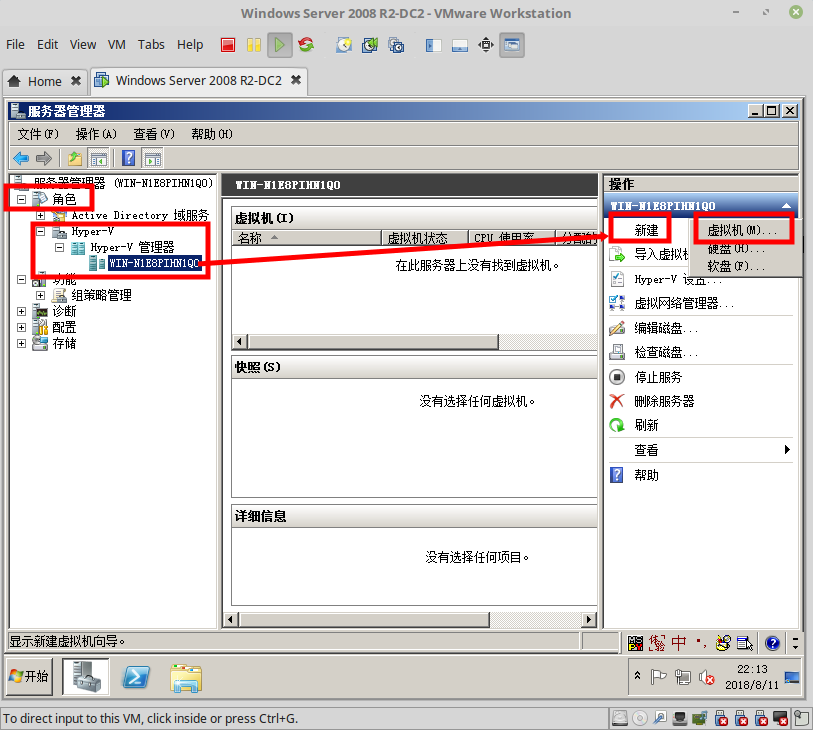 Windows Server 2008 R2-DC2 - VMware Workstation
File Edit View VM Tabs Help
Home
Windows Server 2008 R2-DC2
服务器管理器
文件(F) 操作(A) 查看(V) 帮助(H)
服务器管理器 (WIN-N1E8PIHN1QO)
角色
Active Directory 域服务
Hyper-V
Hyper-V 管理器
WIN-N1E8PIHN1QO
功能
组策略管理
诊断
配置
存储
WIN-N1E8PIHN1QO
虚拟机(I)
名称 虚拟机状态 CPU 使用率
在此服务器上没有找到虚拟机。
快照(S)
没有选择任何虚拟机。
详细信息
没有选择任何项目。
操作
WIN-N1E8PIHN1QO
新建
虚拟机(M)...
硬盘(H)...
软盘(F)...
导入虚拟机
Hyper-V 设置...
虚拟网络管理器...
编辑磁盘...
检查磁盘...
停止服务
删除服务器
刷新
查看
帮助
显示新建虚拟机向导。
中
开始
22:13
2018/8/11
To direct input to this VM, click inside or press Ctrl+G.